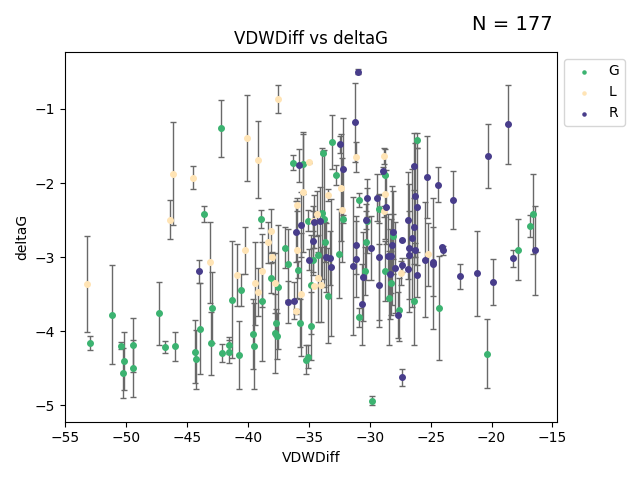 N = 177
VDWDiff vs deltaG
G
L
R
−1
−2
−3
−4
−5
deltaG
−55 −50 −45 −40 −35 −30 −25 −20 −15
VDWDiff